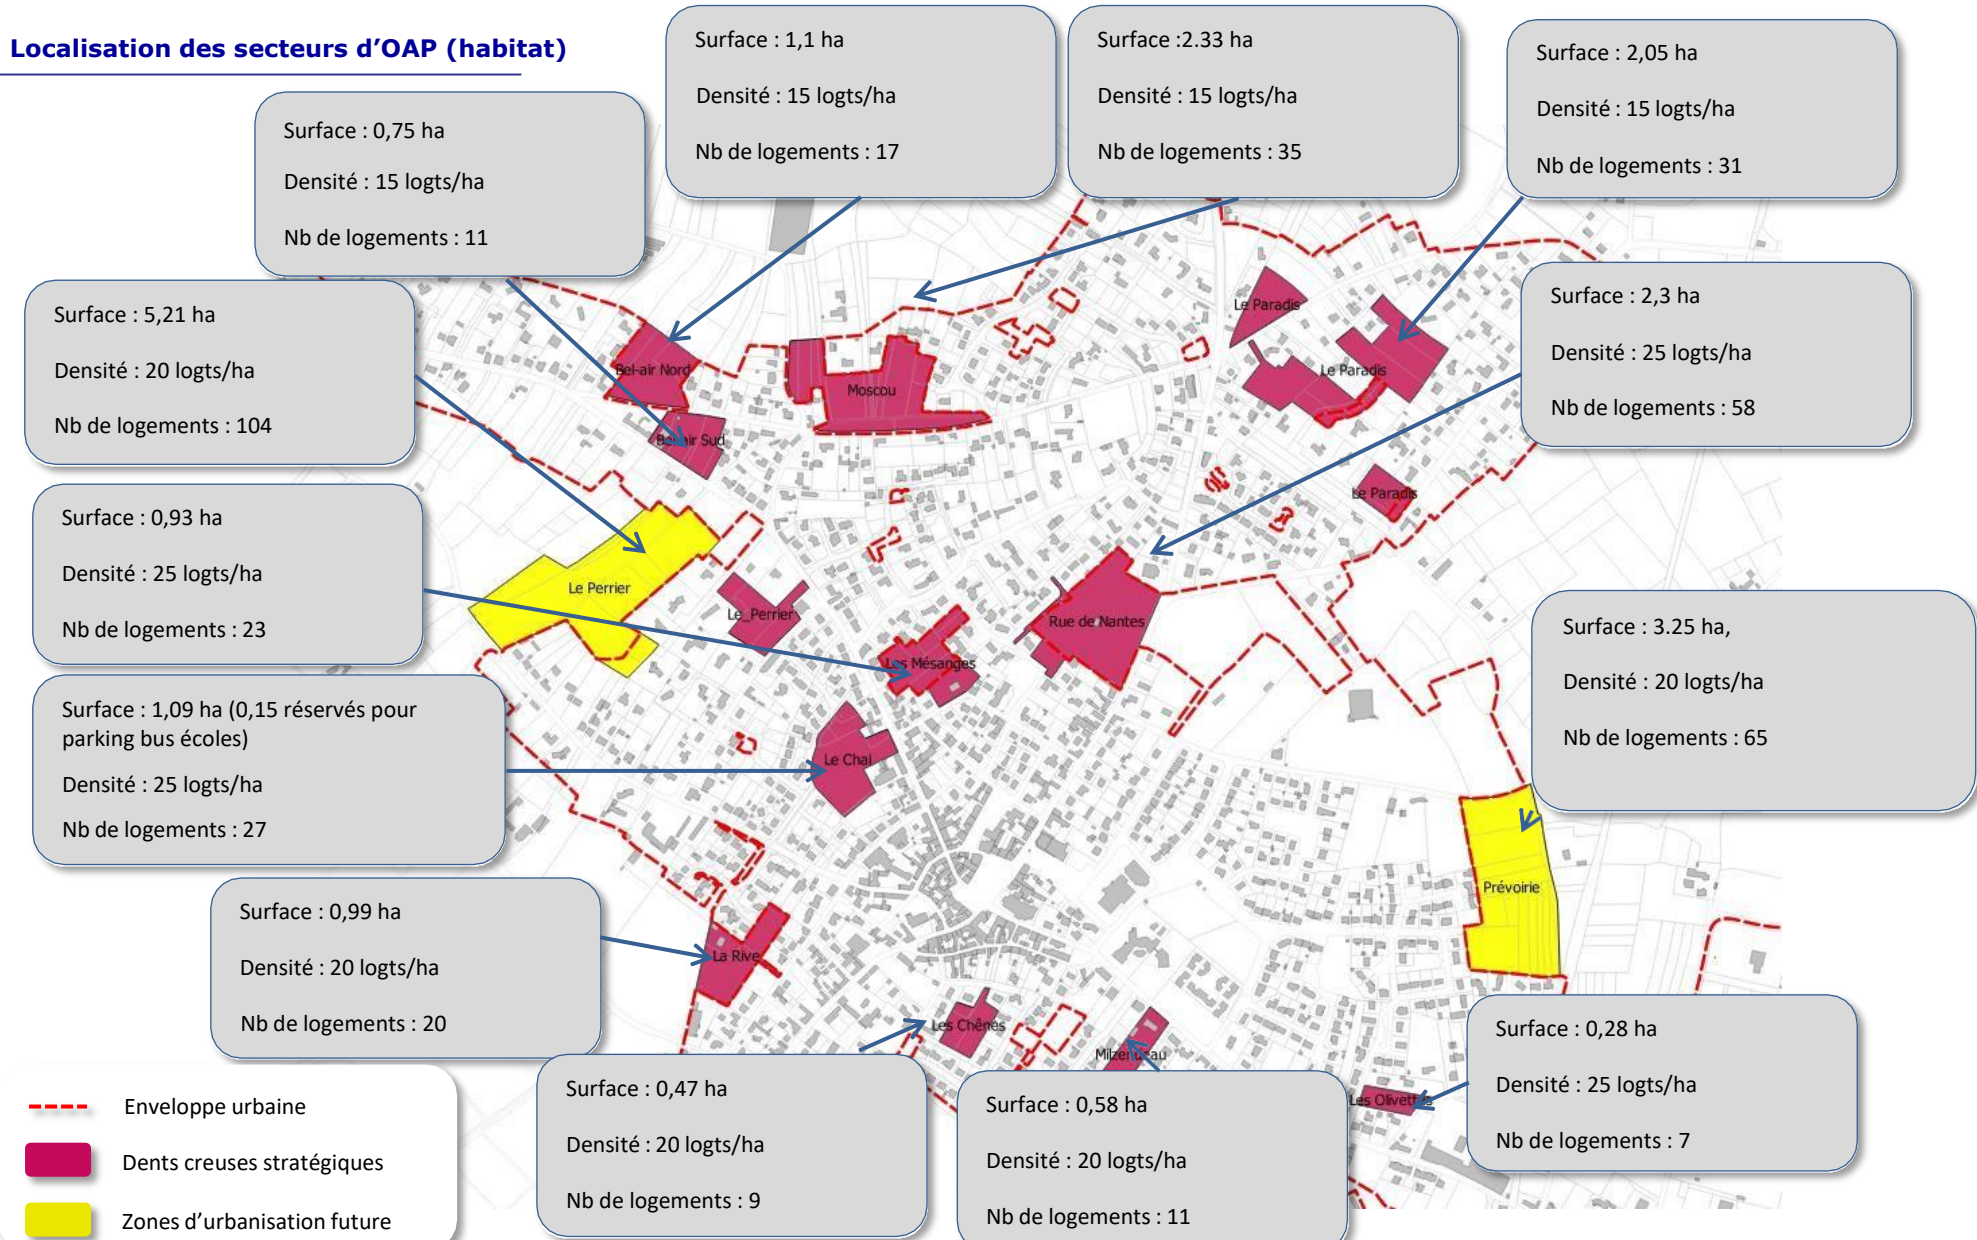 Localisation des secteurs d'OAP (habitat)
Surface : 1,1 ha
Densité : 15 logts/ha
Nb de logements : 17
Surface :2.33 ha
Densité : 15 logts/ha
Nb de logements : 35
Surface : 2,05 ha
Densité : 15 logts/ha
Nb de logements : 31
Surface : 0,75 ha
Densité : 15 logts/ha
Nb de logements : 11
Surface : 5,21 ha
Densité : 20 logts/ha
Nb de logements : 104
Surface : 2,3 ha
Densité : 25 logts/ha
Nb de logements : 58
Le Paradis
Bel-air Nord
Moscou
Le Paradis
Bel-air Sud
Le Paradis
Surface : 0,93 ha
Densité : 25 logts/ha
Nb de logements : 23
Le Perrier
Le_Perrier
Rue de Nantes
Les Mésanges
Surface : 3.25 ha,
Densité : 20 logts/ha
Nb de logements : 65
Surface : 1,09 ha (0,15 réservés pour
parking bus écoles)
Densité : 25 logts/ha
Nb de logements : 27
Le Chai
Prévoirie
Surface : 0,99 ha
Densité : 20 logts/ha
Nb de logements : 20
La Rive
Les Chênes
Milzendeau
Les Olivettes
Surface : 0,28 ha
Densité : 25 logts/ha
Nb de logements : 7
Surface : 0,47 ha
Densité : 20 logts/ha
Nb de logements : 9
Surface : 0,58 ha
Densité : 20 logts/ha
Nb de logements : 11
Enveloppe urbaine
Dents creuses stratégiques
Zones d'urbanisation future